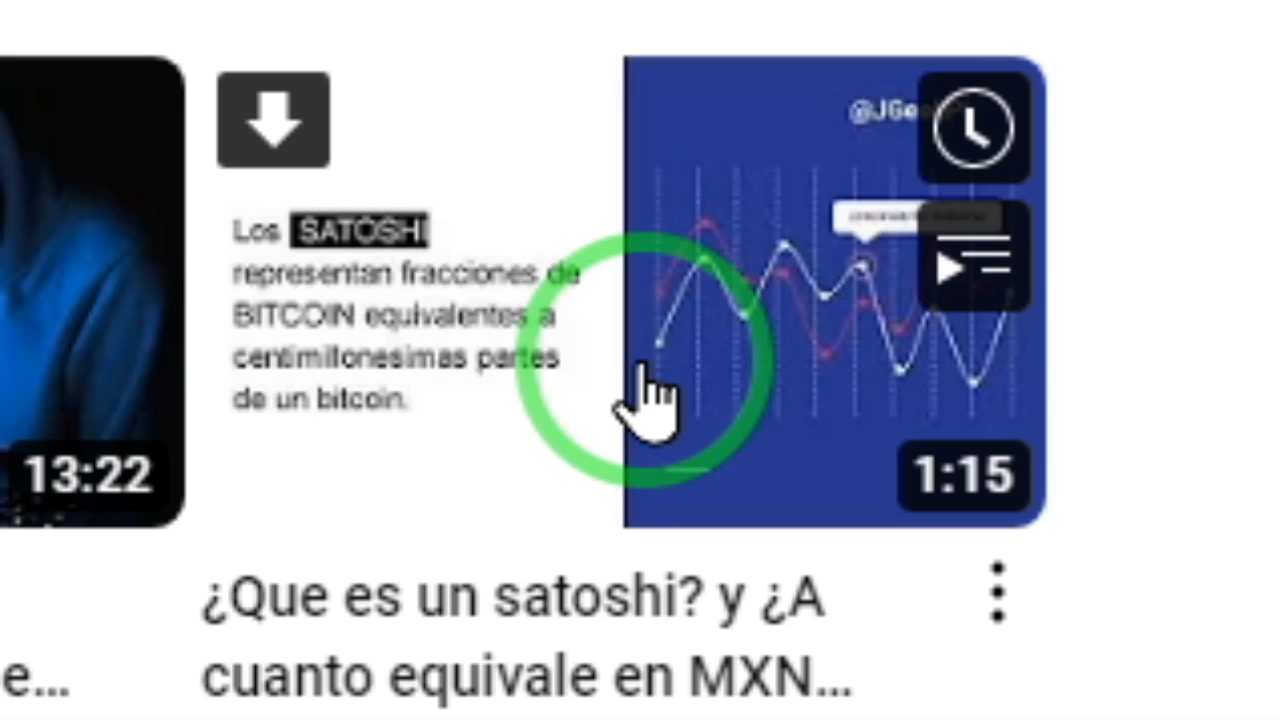 @JGe
Los SATOSHI
representan fracciones de
BITCOIN equivalentes a
centimillonesimas partes
de un bitcoin.
13:22
1:15
¿Que es un satoshi? y ¿A
cuanto equivale en MXN...
e...